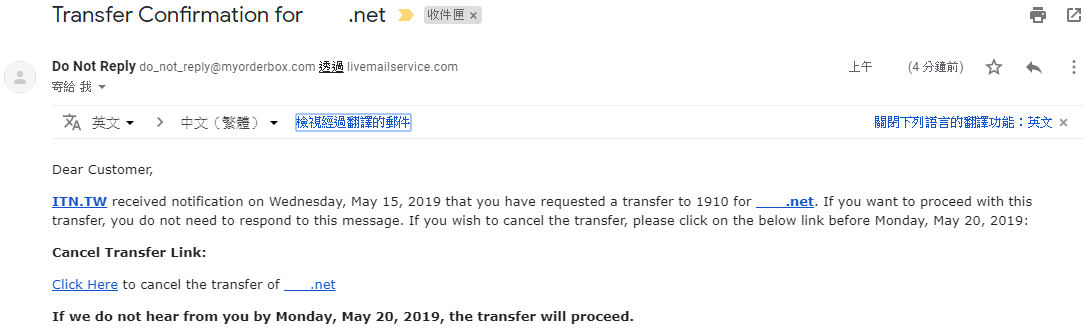 Transfer Confirmation for .net 收件匣 ×
Do Not Reply do_not_reply@myorderbox.com 透過 livemailservice.com 上午 (4 分鐘前)
寄給 我
英文 > 中文（繁體） 檢視經過翻譯的郵件 關閉下列語言的翻譯功能：英文 ×
Dear Customer,
ITN.TW received notification on Wednesday, May 15, 2019 that you have requested a transfer to 1910 for .net. If you want to proceed with this
transfer, you do not need to respond to this message. If you wish to cancel the transfer, please click on the below link before Monday, May 20, 2019:
Cancel Transfer Link:
Click Here to cancel the transfer of .net
If we do not hear from you by Monday, May 20, 2019, the transfer will proceed.